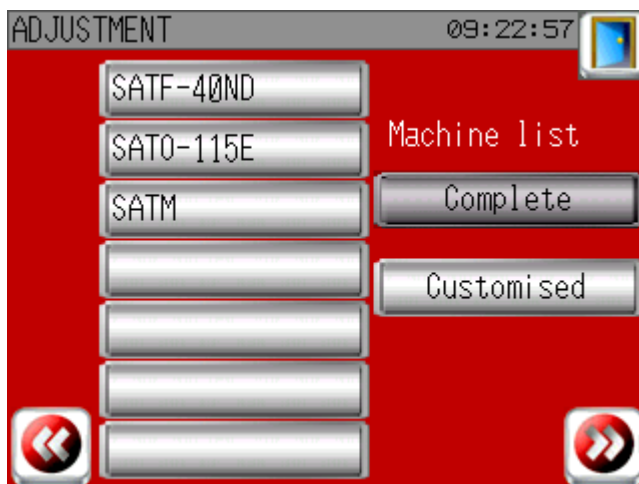 ADJUSTMENT 09:22:57
SATF-40ND
SATO-115E
Machine list
SATM
Complete
Customised